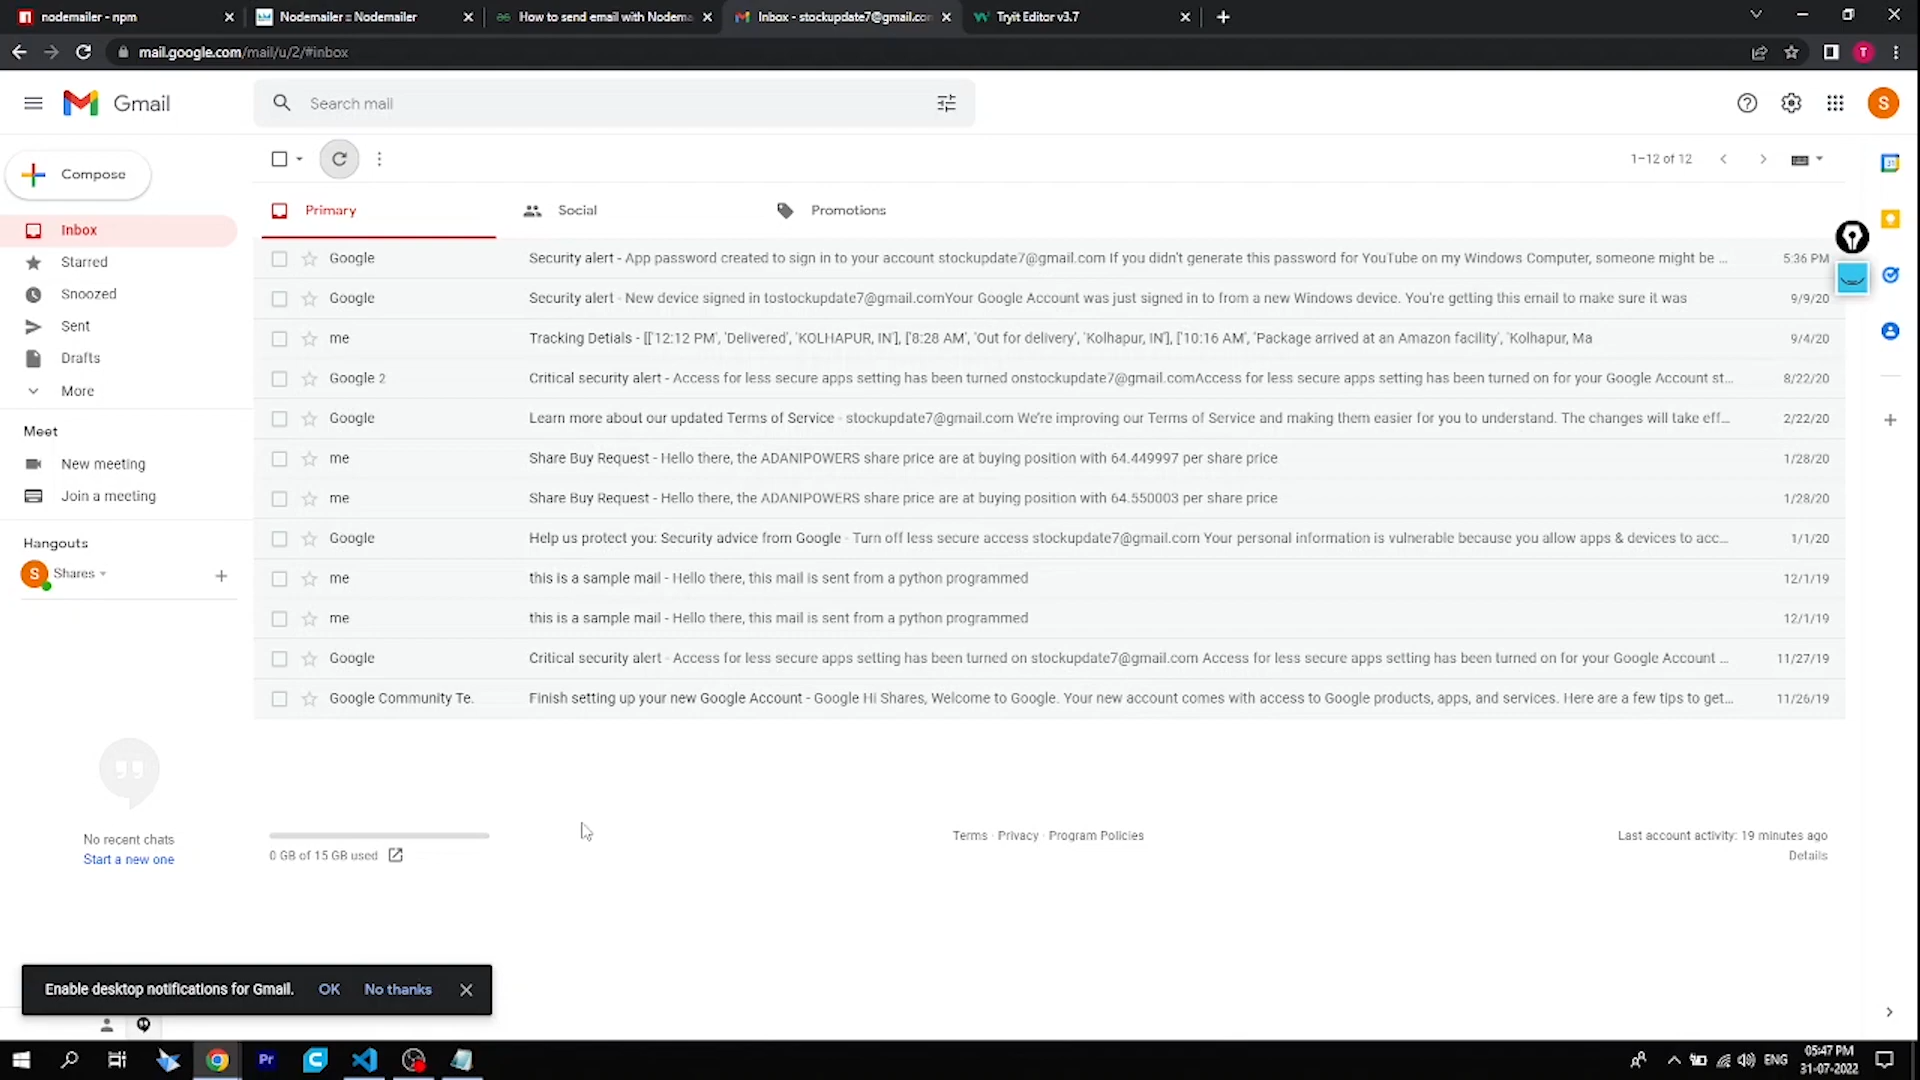 nodemailer - npm
Nodemailer :: Nodemailer
How to send email with Nodema
Inbox - stockupdate7@gmail.com
Tryit Editor v3.7
mail.google.com/mail/u/2/#inbox
T
Gmail
Search mail
S
Compose
1–12 of 12
Primary
Social
Promotions
Inbox
Starred
Snoozed
Sent
Drafts
More
Google Security alert - App password created to sign in to your account stockupdate7@gmail.com If you didn't generate this password for YouTube on my Windows Computer, someone might be ... 5:36 PM
Google Security alert - New device signed in tostockupdate7@gmail.comYour Google Account was just signed in to from a new Windows device. You're getting this email to make sure it was 9/9/20
me Tracking Detials - [['12:12 PM', 'Delivered', 'KOLHAPUR, IN'], ['8:28 AM', 'Out for delivery', 'Kolhapur, IN'], ['10:16 AM', 'Package arrived at an Amazon facility', 'Kolhapur, Ma 9/4/20
Google 2 Critical security alert - Access for less secure apps setting has been turned onstockupdate7@gmail.comAccess for less secure apps setting has been turned on for your Google Account st... 8/22/20
Google Learn more about our updated Terms of Service - stockupdate7@gmail.com We're improving our Terms of Service and making them easier for you to understand. The changes will take eff... 2/22/20
me Share Buy Request - Hello there, the ADANIPOWERS share price are at buying position with 64.449997 per share price 1/28/20
me Share Buy Request - Hello there, the ADANIPOWERS share price are at buying position with 64.550003 per share price 1/28/20
Google Help us protect you: Security advice from Google - Turn off less secure access stockupdate7@gmail.com Your personal information is vulnerable because you allow apps & devices to acc... 1/1/20
me this is a sample mail - Hello there, this mail is sent from a python programmed 12/1/19
me this is a sample mail - Hello there, this mail is sent from a python programmed 12/1/19
Google Critical security alert - Access for less secure apps setting has been turned on stockupdate7@gmail.com Access for less secure apps setting has been turned on for your Google Account ... 11/27/19
Google Community Te. Finish setting up your new Google Account - Google Hi Shares, Welcome to Google. Your new account comes with access to Google products, apps, and services. Here are a few tips to get... 11/26/19
Meet
New meeting
Join a meeting
Hangouts
S Shares
No recent chats
Start a new one
0 GB of 15 GB used
Terms · Privacy · Program Policies
Last account activity: 19 minutes ago
Details
Enable desktop notifications for Gmail. OK No thanks
Pr
ENG
05:47 PM
31-07-2022